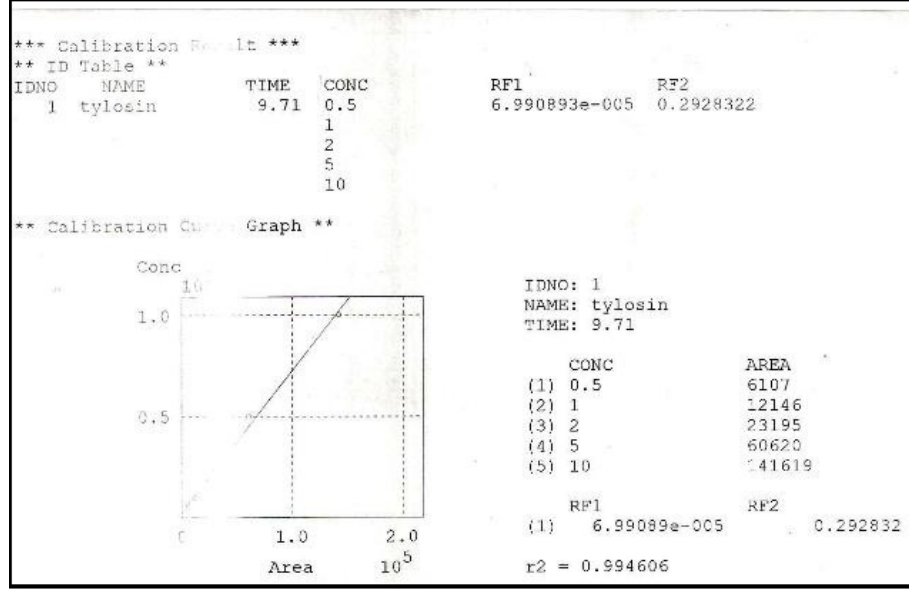 *** Calibration Result ***
** ID Table **
IDNO NAME TIME CONC RF1 RF2
1 tylosin 9.71 0.5 6.990893e-005 0.2928322
1
2
5
10
** Calibration Graph **
Conc
10
1.0
0.5
0 1.0 2.0
Area 10^5
IDNO: 1
NAME: tylosin
TIME: 9.71
CONC AREA
(1) 0.5 6107
(2) 1 12146
(3) 2 23195
(4) 5 60620
(5) 10 141619
RF1 RF2
(1) 6.99089e-005 0.292832
r2 = 0.994606